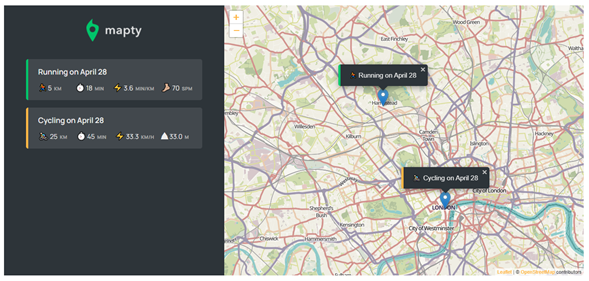 mapty
Running on April 28
5 KM 18 MIN 3.6 MIN/KM 70 SPM
Cycling on April 28
25 KM 45 MIN 33.3 KM/H 33.0 M
+
−
Wood Green
East Finchley
Running on April 28 ×
Hampstead
Willesden
Kilburn
Camden
Town
Hackney
Cycling on April 28 ×
City of London
LONDON
Shepherd's
Bush
City of Westminster
Kensington
Chiswick
Hammersmith
Leaflet | © OpenStreetMap contributors